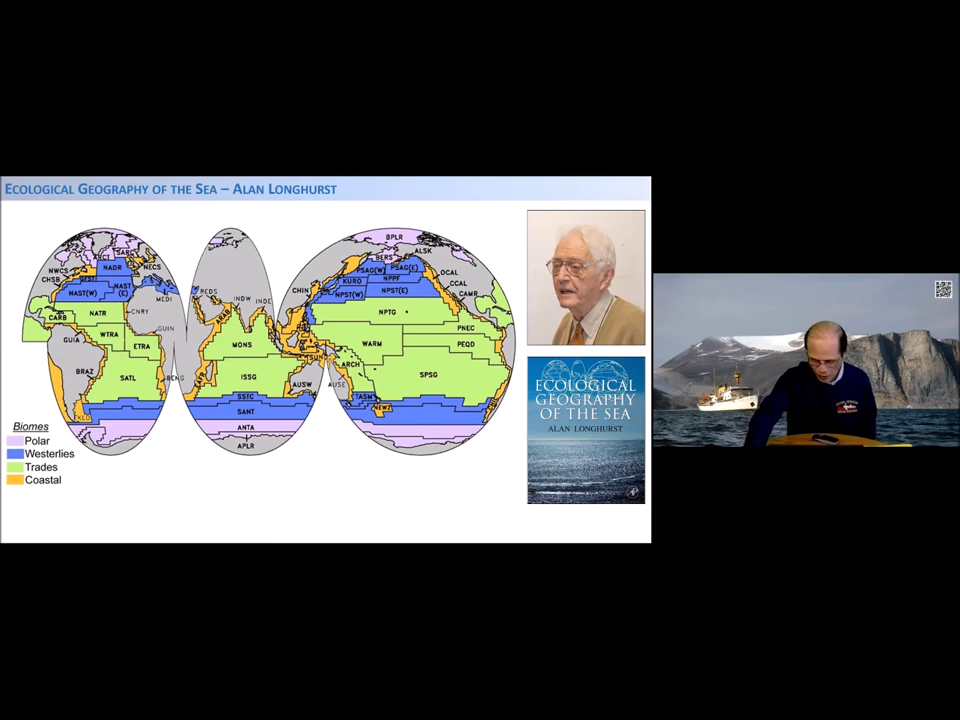 ECOLOGICAL GEOGRAPHY OF THE SEA – ALAN LONGHURST
BPLR
ALSK
BERS
SARC
ARCT
NWCS
NADR
NECS
CHSB
NAST(W)
NAST
(E)
MEDI
NATR
CNRY
CARB
WTRA
GUIN
GUIA
ETRA
BRAZ
SATL
BENG
FKLD
REDS
INDW
INDE
ARAB
MONS
ISSG
SSTC
SANT
ANTA
APLR
AUSW
SUND
CHIN
KURO
PSAG(W)
PSAG(E)
NPPF
NPST(W)
NPST(E)
OCAL
CCAL
CAMR
NPTG
PNEC
PEQD
WARM
ARCH
SPSG
AUSE
TASM
NEWZ
Biomes
Polar
Westerlies
Trades
Coastal
ECOLOGICAL
GEOGRAPHY
OF THE SEA
ALAN LONGHURST